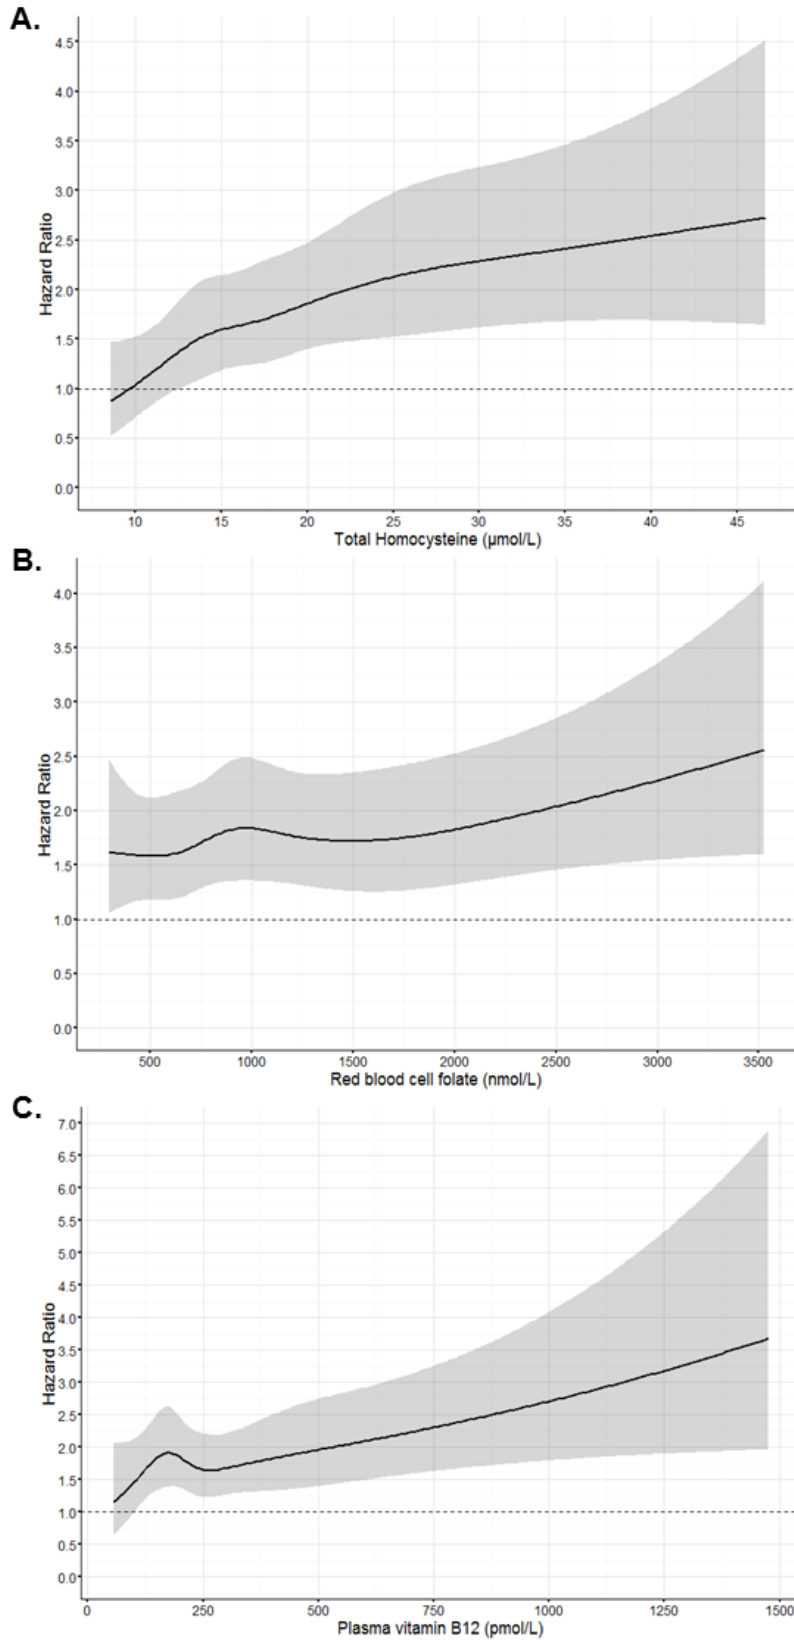 A.
4.5
4.0
3.5
3.0
2.5
2.0
1.5
1.0
0.5
0.0
Hazard Ratio
10 15 20 25 30 35 40 45
Total Homocysteine (µmol/L)
B.
4.0
3.5
3.0
2.5
2.0
1.5
1.0
0.5
0.0
Hazard Ratio
500 1000 1500 2000 2500 3000 3500
Red blood cell folate (nmol/L)
C.
7.0
6.5
6.0
5.5
5.0
4.5
4.0
3.5
3.0
2.5
2.0
1.5
1.0
0.5
0.0
Hazard Ratio
0 250 500 750 1000 1250 1500
Plasma vitamin B12 (pmol/L)